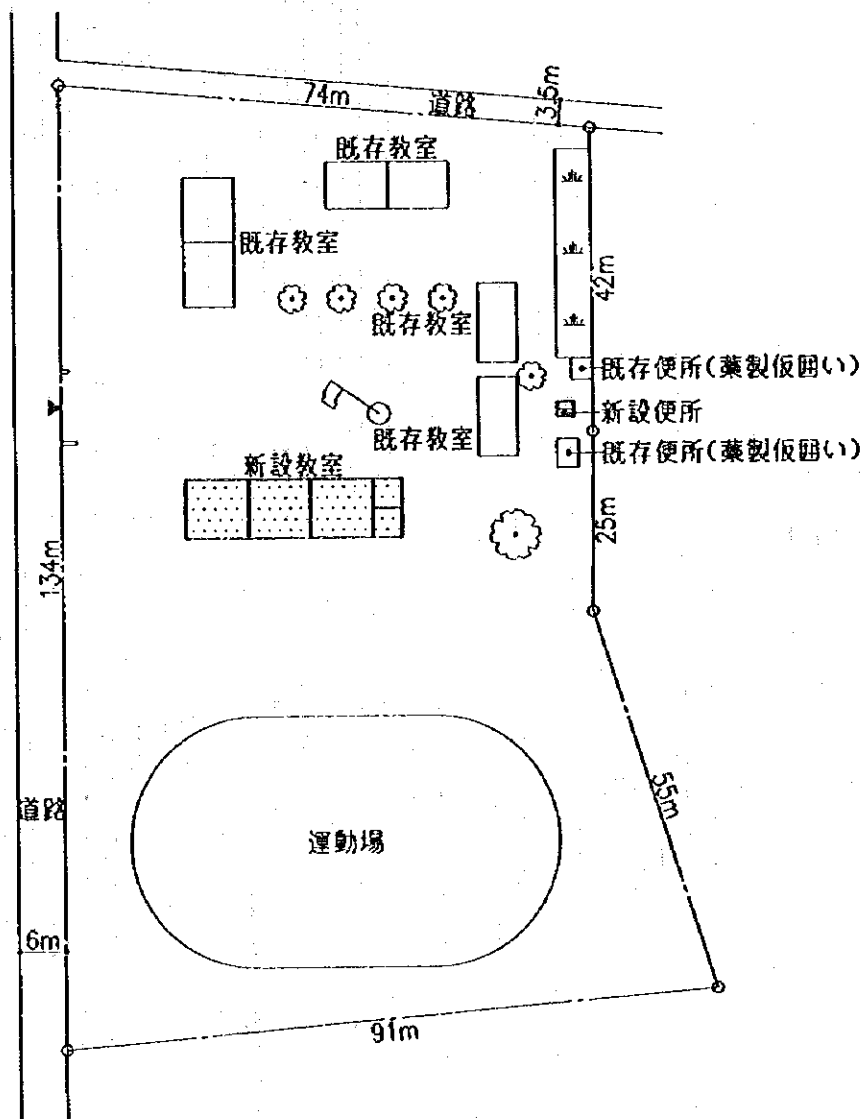 74m
道路
3.5m
既存教室
既存教室
42m
既存教室
既存便所(藁製仮囲い)
新設便所
既存教室
既存便所(藁製仮囲い)
新設教室
25m
134m
55m
道路
運動場
6m
91m